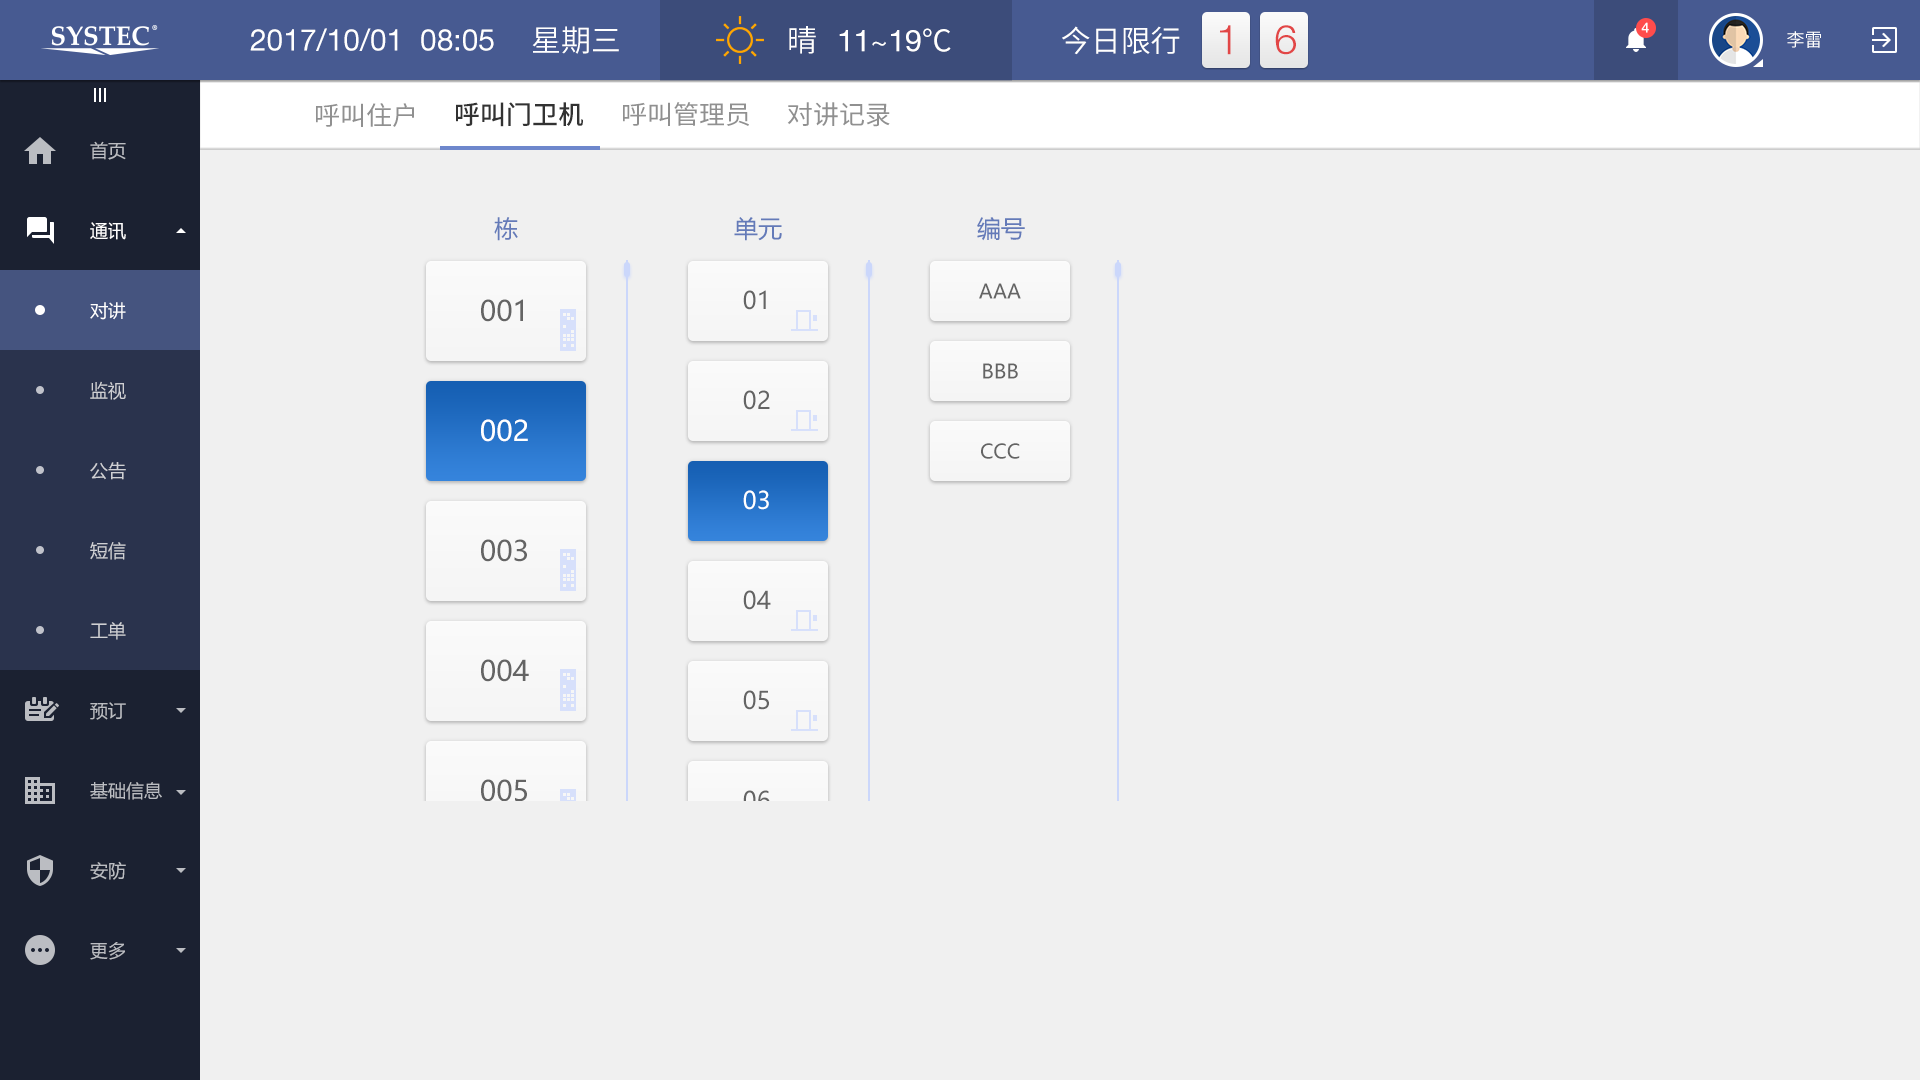 SYSTEC®
2017/10/01 08:05 星期三
晴 11~19℃
今日限行 1 6
4
李雷
呼叫住户 呼叫门卫机 呼叫管理员 对讲记录
首页
通讯
对讲
监视
公告
短信
工单
预订
基础信息
安防
更多
栋
001
002
003
004
005
单元
01
02
03
04
05
06
编号
AAA
BBB
CCC